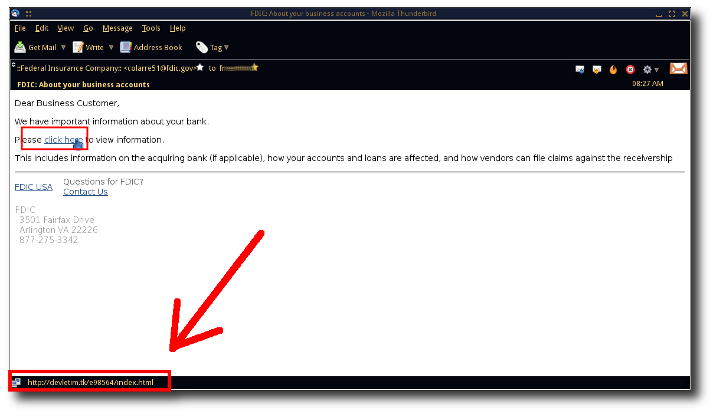 FDIC: About your business accounts - Mozilla Thunderbird
File Edit View Go Message Tools Help
Get Mail Write Address Book Tag
::Federal Insurance Company:: <colarre51@fdic.gov> to
FDIC: About your business accounts 08:27 AM
Dear Business Customer,
We have important information about your bank.
Please click here to view information.
This includes information on the acquiring bank (if applicable), how your accounts and loans are affected, and how vendors can file claims against the receivership
Questions for FDIC?
FDIC USA Contact Us
FDIC
3501 Fairfax Drive
Arlington VA 22226
877-275-3342
http://devletim.tk/e98564/index.html